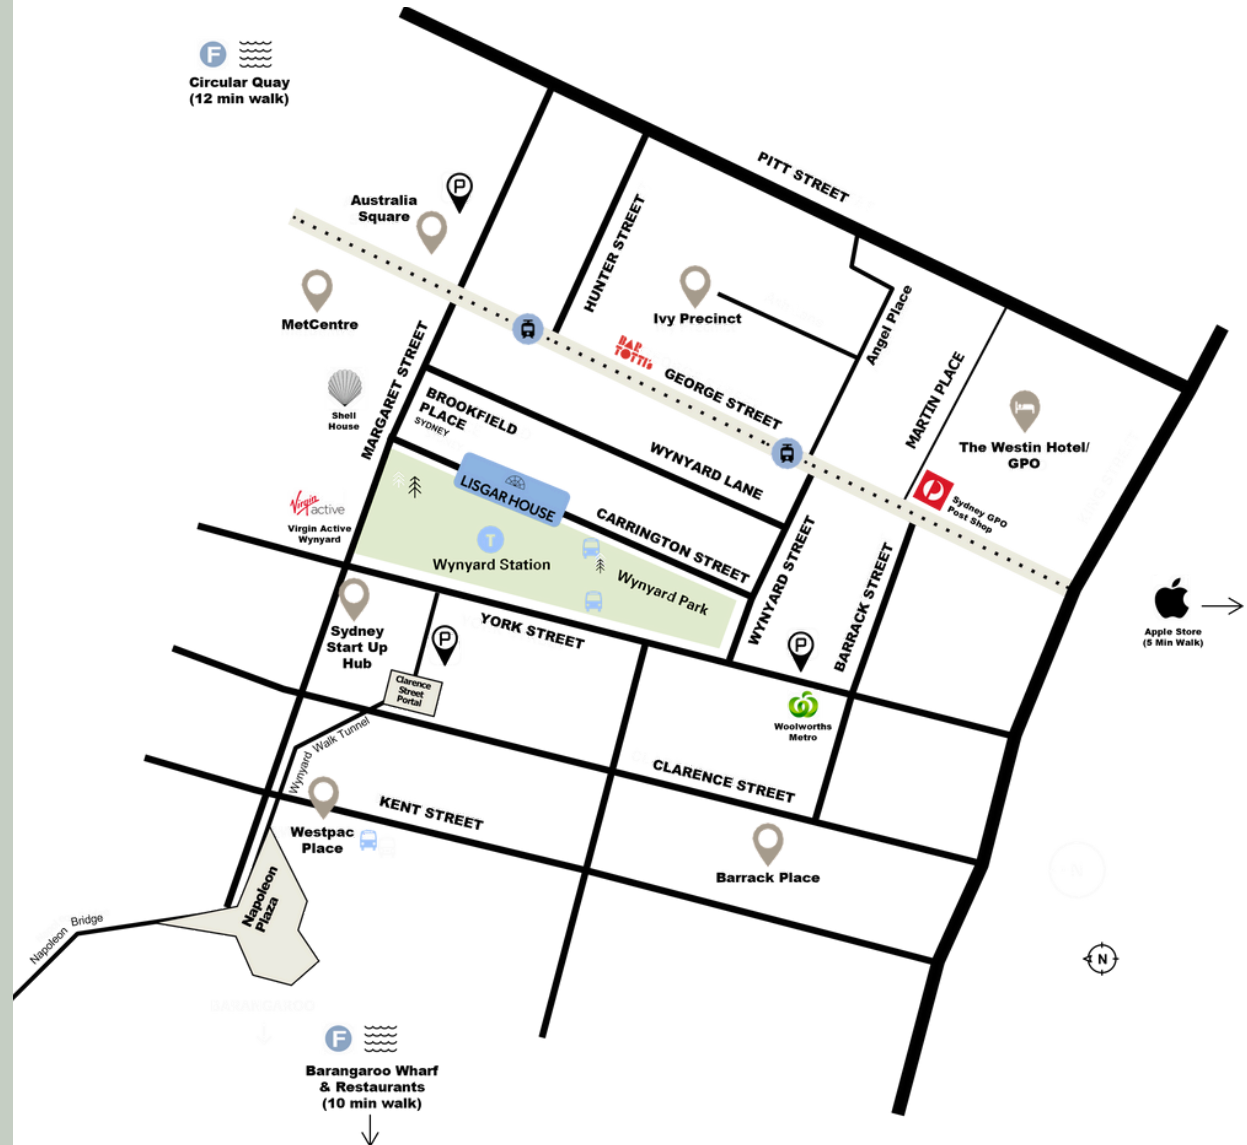 F
Circular Quay
(12 min walk)
PITT STREET
P
Australia
Square
HUNTER STREET
MetCentre
Ivy Precinct
Angel Place
BAR
TOTTI's
GEORGE STREET
MARGARET STREET
MARTIN PLACE
Shell
House
BROOKFIELD
PLACE
SYDNEY
WYNYARD LANE
The Westin Hotel/
GPO
LISGAR HOUSE
Sydney GPO
Post Shop
Virgin
active
Virgin Active
Wynyard
CARRINGTON STREET
T
Wynyard Station
Wynyard Park
WYNYARD STREET
BARRACK STREET
Apple Store
(5 Min Walk)
Sydney
Start Up
Hub
YORK STREET
P
P
Clarence
Street
Portal
Woolworths
Metro
Wynyard Walk Tunnel
CLARENCE STREET
KENT STREET
Westpac
Place
Barrack Place
Napoleon
Plaza
Napoleon Bridge
N
F
Barangaroo Wharf
& Restaurants
(10 min walk)